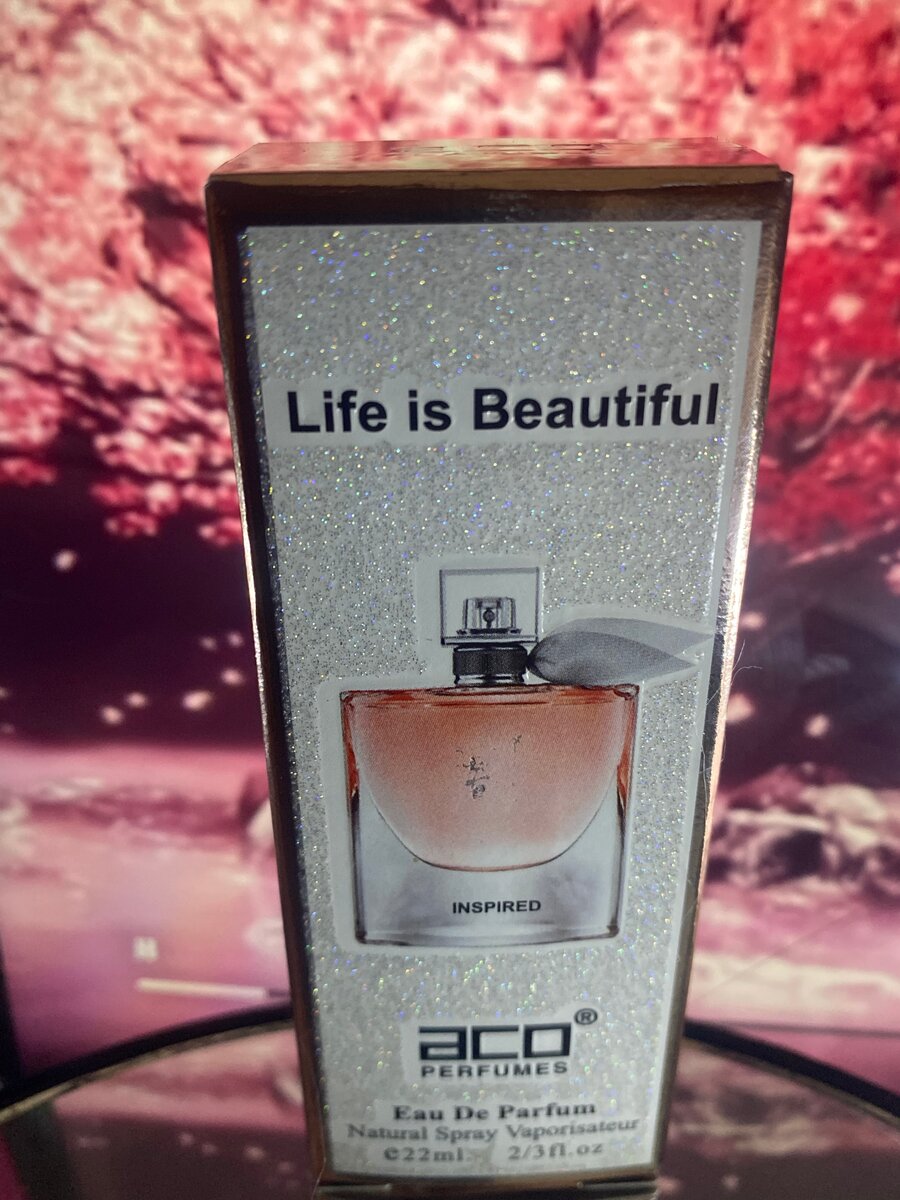 Life is Beautiful
INSPIRED
aco®
PERFUMES
Eau De Parfum
Natural Spray Vaporisateur
℮22ml 2/3fl.oz